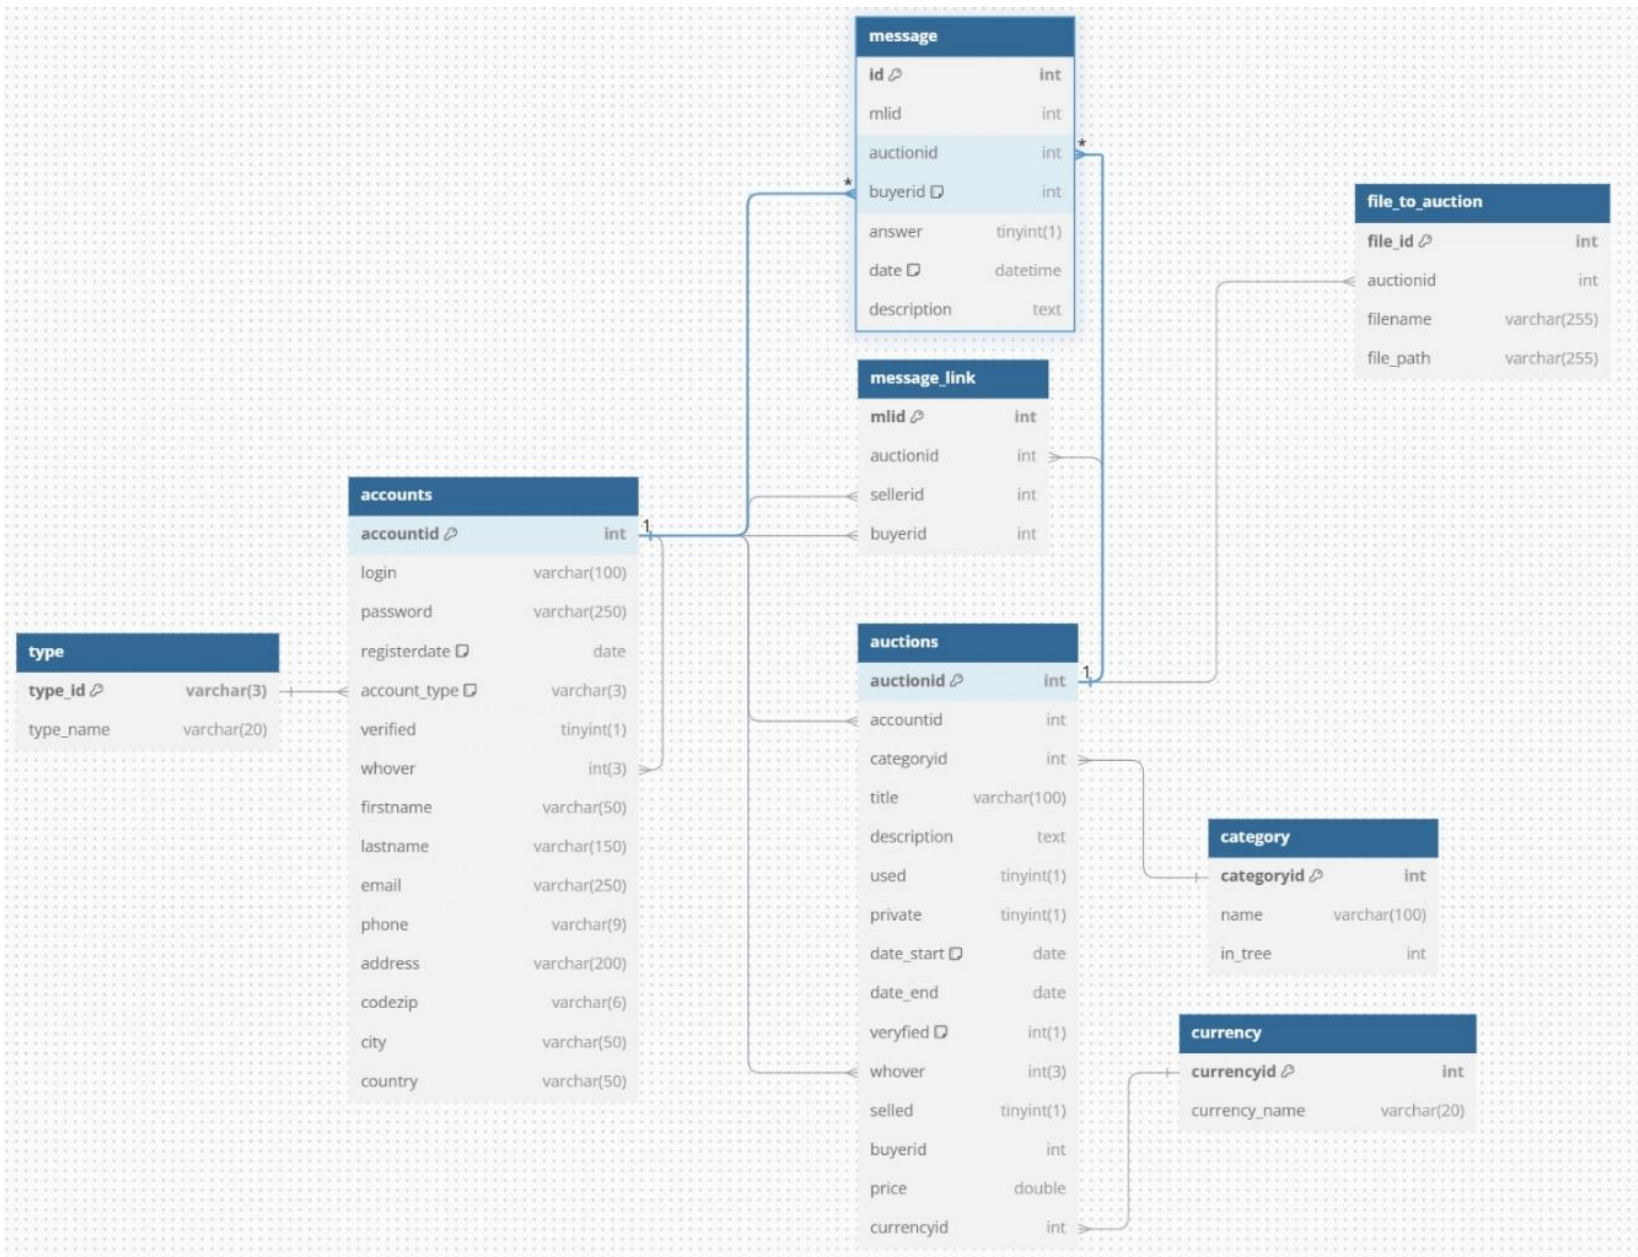 message
id int
mlid int
auctionid int
buyerid int
answer tinyint(1)
date datetime
description text
*
*
file_to_auction
file_id int
auctionid int
filename varchar(255)
file_path varchar(255)
message_link
mlid int
auctionid int
sellerid int
buyerid int
accounts
accountid int
login varchar(100)
password varchar(250)
registerdate date
account_type varchar(3)
verified tinyint(1)
whover int(3)
firstname varchar(50)
lastname varchar(150)
email varchar(250)
phone varchar(9)
address varchar(200)
codezip varchar(6)
city varchar(50)
country varchar(50)
1
type
type_id varchar(3)
type_name varchar(20)
auctions
auctionid int
accountid int
categoryid int
title varchar(100)
description text
used tinyint(1)
private tinyint(1)
date_start date
date_end date
veryfied int(1)
whover int(3)
selled tinyint(1)
buyerid int
price double
currencyid int
1
category
categoryid int
name varchar(100)
in_tree int
currency
currencyid int
currency_name varchar(20)